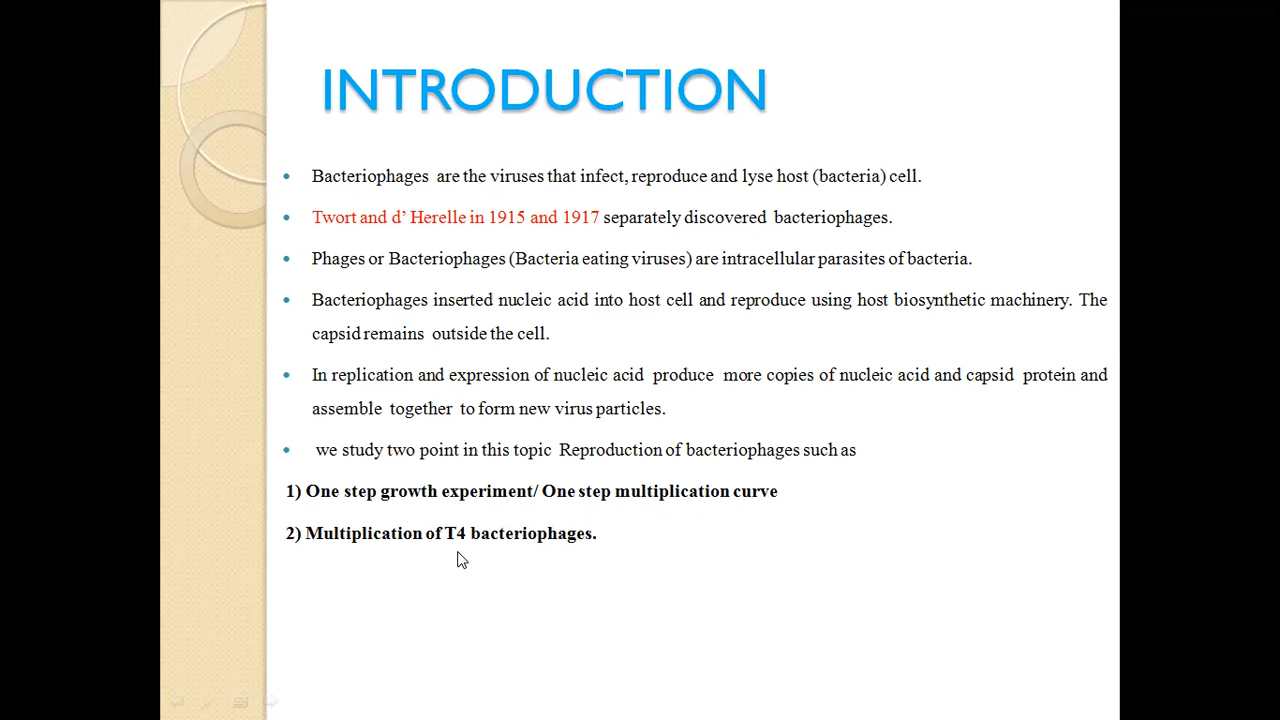 INTRODUCTION
Bacteriophages are the viruses that infect, reproduce and lyse host (bacteria) cell.
Twort and d’ Herelle in 1915 and 1917 separately discovered bacteriophages.
Phages or Bacteriophages (Bacteria eating viruses) are intracellular parasites of bacteria.
Bacteriophages inserted nucleic acid into host cell and reproduce using host biosynthetic machinery. The
capsid remains outside the cell.
In replication and expression of nucleic acid produce more copies of nucleic acid and capsid protein and
assemble together to form new virus particles.
we study two point in this topic Reproduction of bacteriophages such as
1) One step growth experiment/ One step multiplication curve
2) Multiplication of T4 bacteriophages.